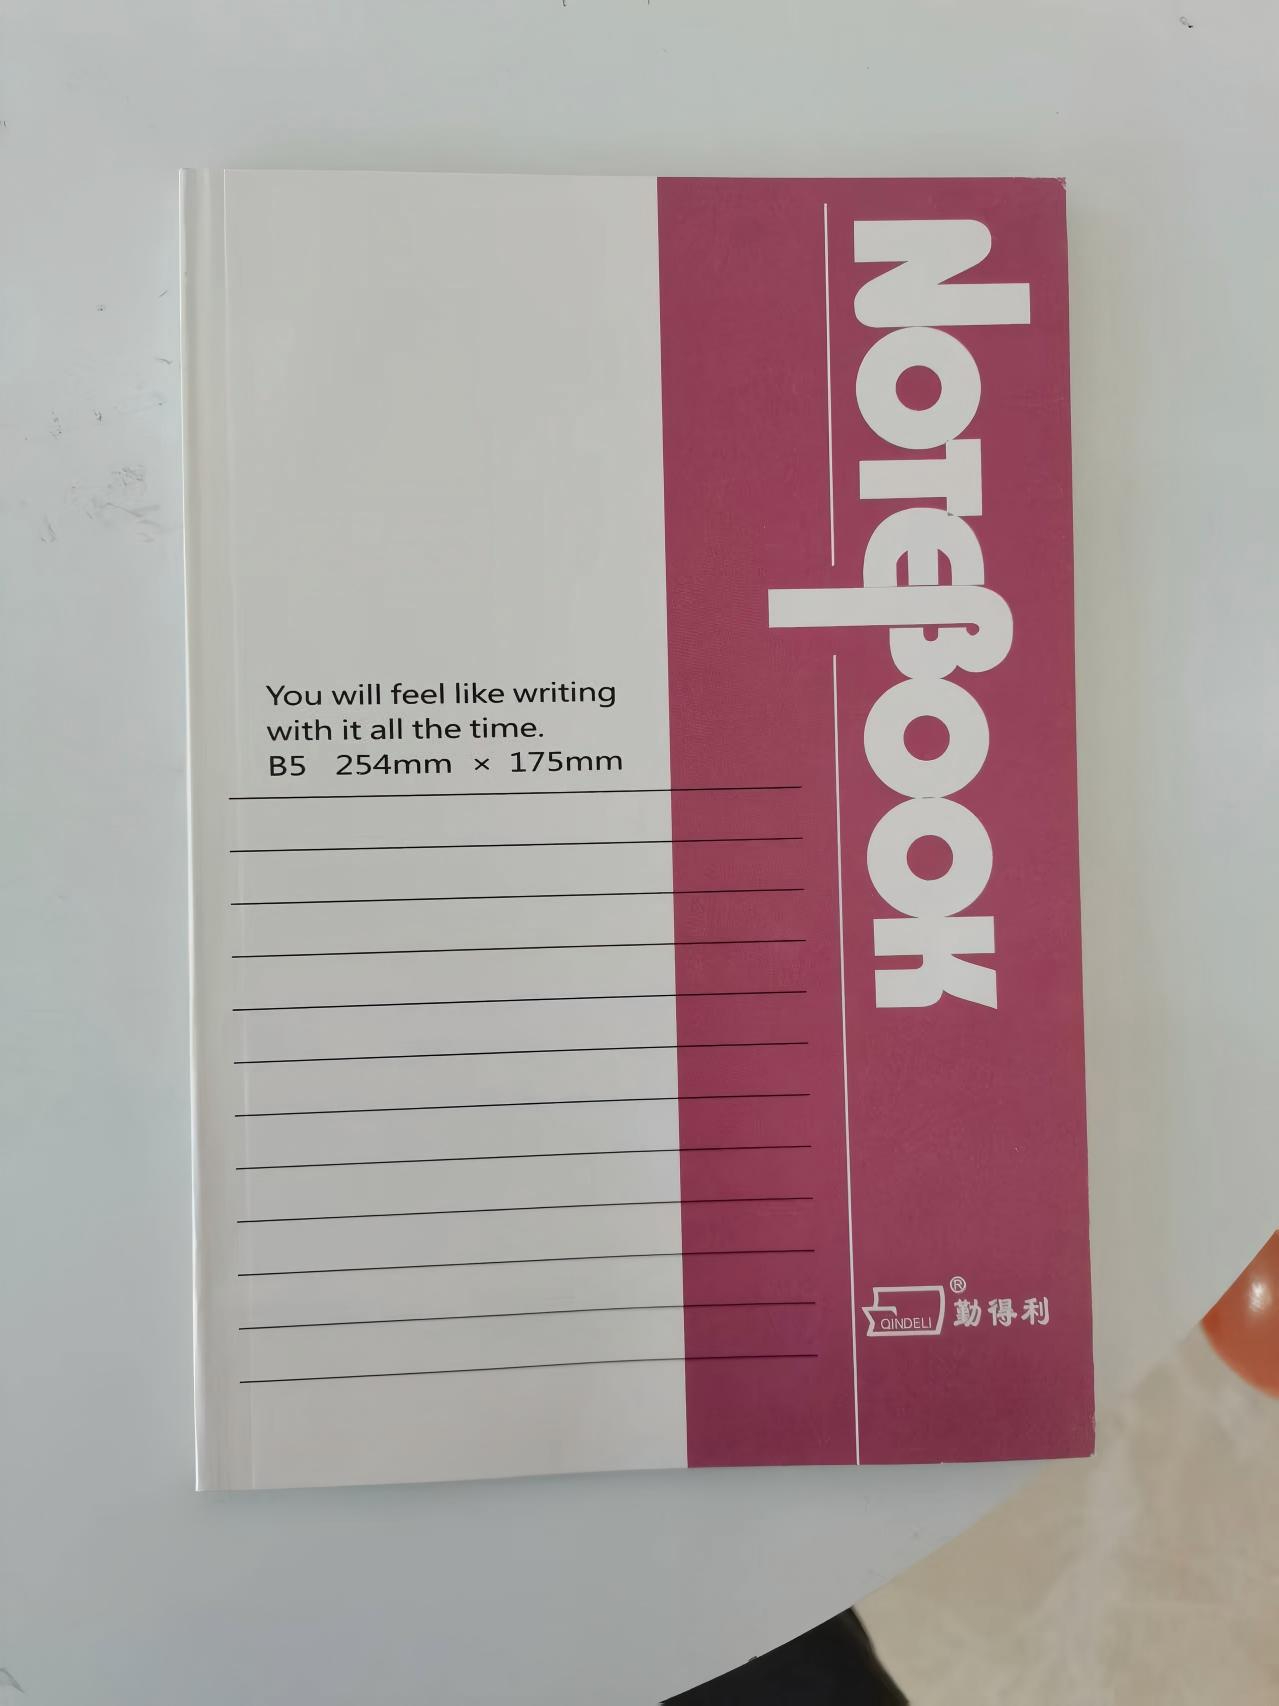 NOTEBOOK
You will feel like writing
with it all the time.
B5 254mm × 175mm
QINDELI
® 勤得利